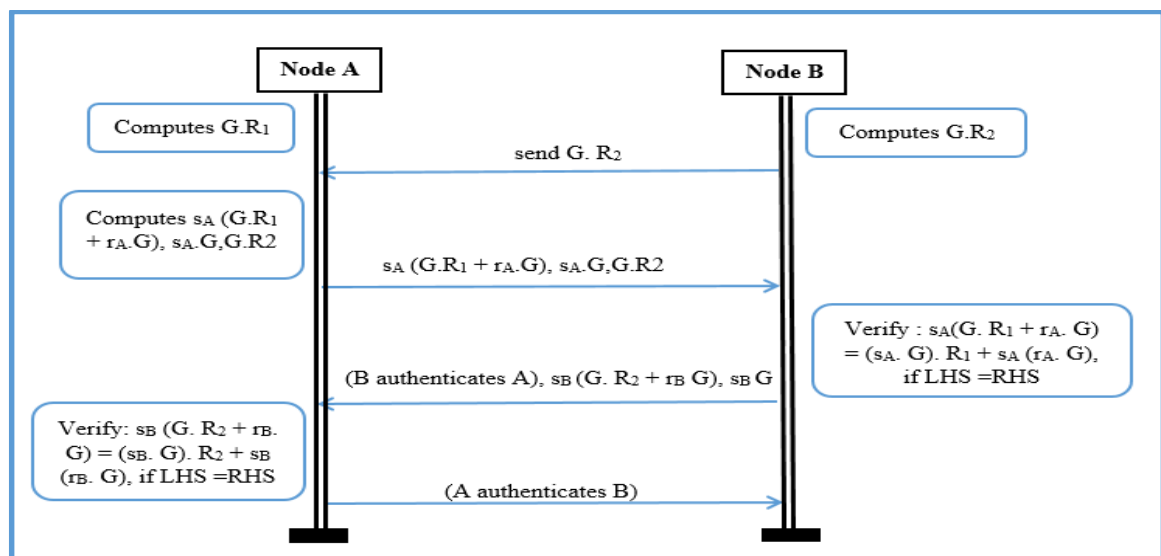 Node A
Node B
Computes G.R₁
Computes G.R₂
send G. R₂
Computes sA (G.R₁
+ rA.G), sA.G,G.R2
sA (G.R₁ + rA.G), sA.G,G.R2
Verify : sA(G. R₁ + rA. G)
= (sA. G). R₁ + sA (rA. G),
if LHS =RHS
(B authenticates A), sB (G. R₂ + rB G), sB G
Verify: sB (G. R₂ + rB.
G) = (sB. G). R₂ + sB
(rB. G), if LHS =RHS
(A authenticates B)